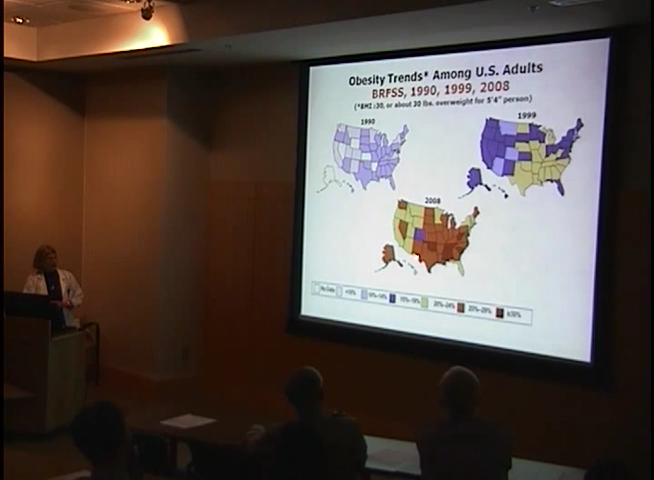 Obesity Trends* Among U.S. Adults
BRFSS, 1990, 1999, 2008
(*BMI ≥30, or about 30 lbs. overweight for 5'4" person)
1990
1999
2008
No Data <10% 10%–14% 15%–19% 20%–24% 25%–29% ≥30%